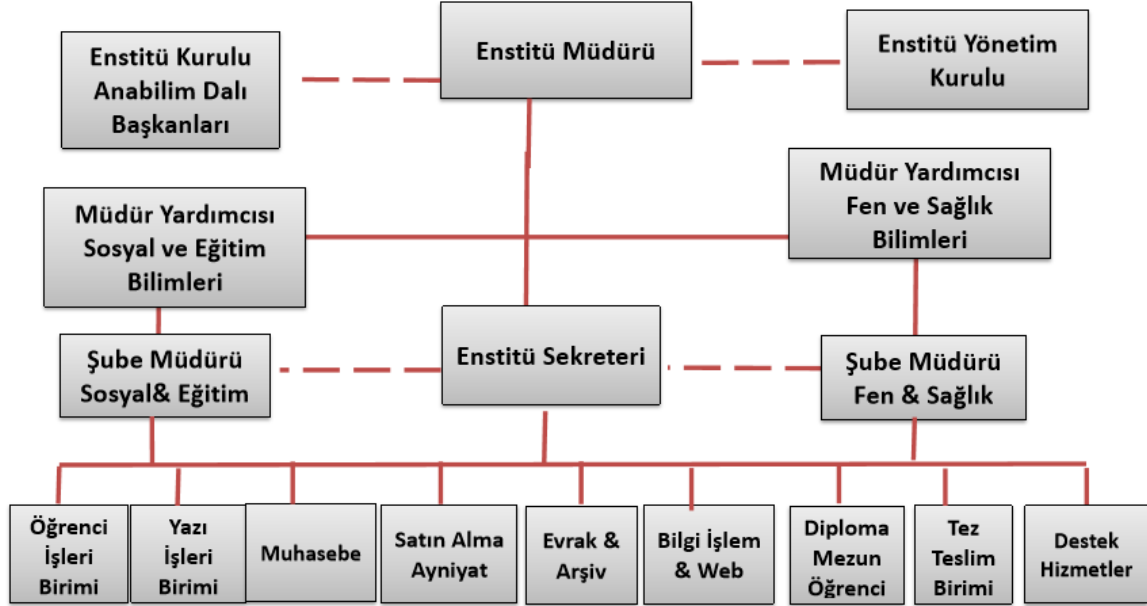 Enstitü Kurulu
Anabilim Dalı
Başkanları
Enstitü Müdürü
Enstitü Yönetim
Kurulu
Müdür Yardımcısı
Sosyal ve Eğitim
Bilimleri
Müdür Yardımcısı
Fen ve Sağlık
Bilimleri
Şube Müdürü
Sosyal& Eğitim
Enstitü Sekreteri
Şube Müdürü
Fen & Sağlık
Öğrenci
İşleri
Birimi
Yazı
İşleri
Birimi
Muhasebe
Satın Alma
Ayniyat
Evrak &
Arşiv
Bilgi İşlem
& Web
Diploma
Mezun
Öğrenci
Tez
Teslim
Birimi
Destek
Hizmetler